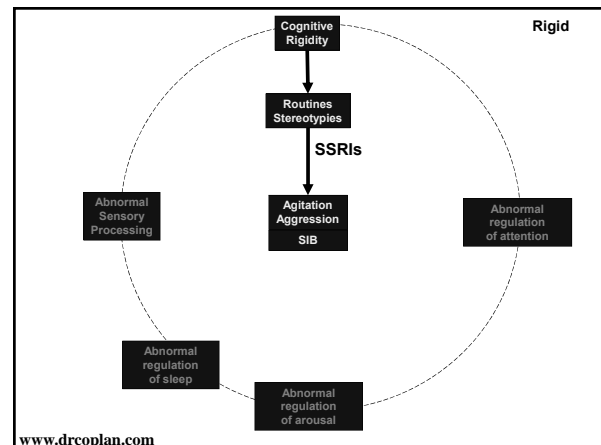 Cognitive
Rigidity
Rigid
Routines
Stereotypies
SSRIs
Abnormal
Sensory
Processing
Agitation
Aggression
SIB
Abnormal
regulation
of attention
Abnormal
regulation
of sleep
Abnormal
regulation
of arousal
www.drcoplan.com